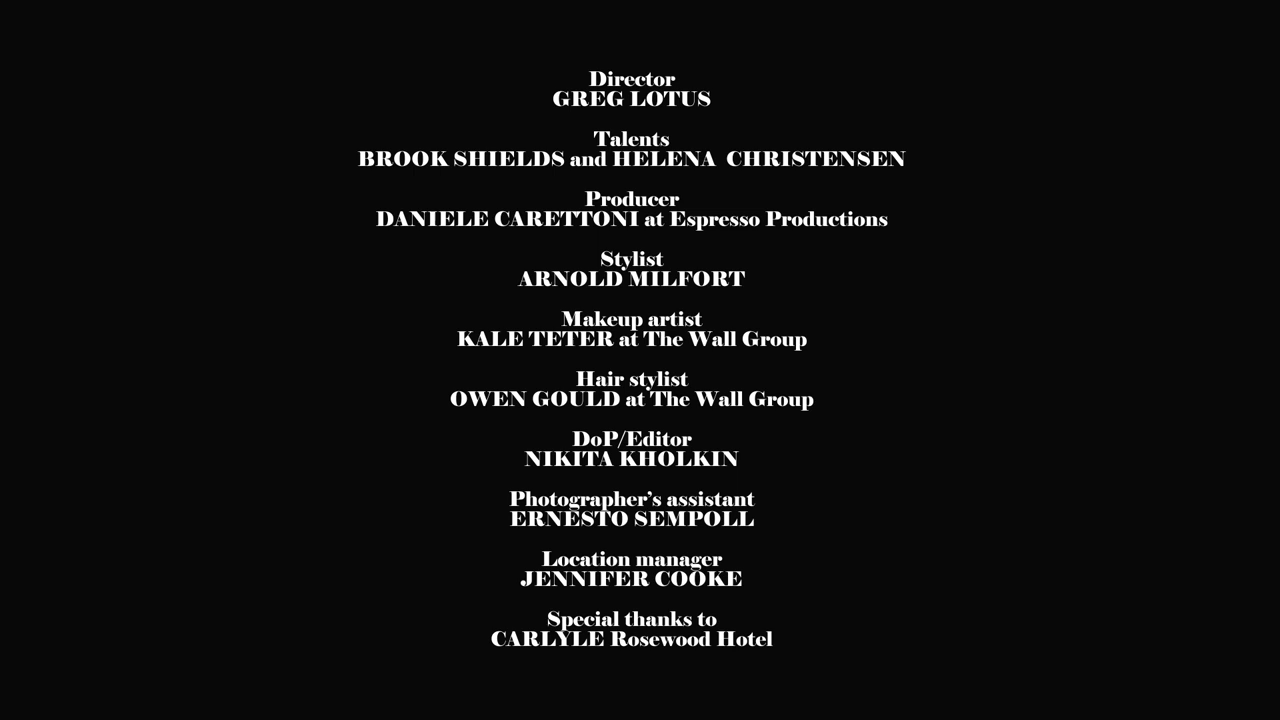 Director
GREG LOTUS
Talents
BROOK SHIELDS and HELENA CHRISTENSEN
Producer
DANIELE CARETTONI at Espresso Productions
Stylist
ARNOLD MILFORT
Makeup artist
KALE TETER at The Wall Group
Hair stylist
OWEN GOULD at The Wall Group
DoP/Editor
NIKITA KHOLKIN
Photographer’s assistant
ERNESTO SEMPOLL
Location manager
JENNIFER COOKE
Special thanks to
CARLYLE Rosewood Hotel